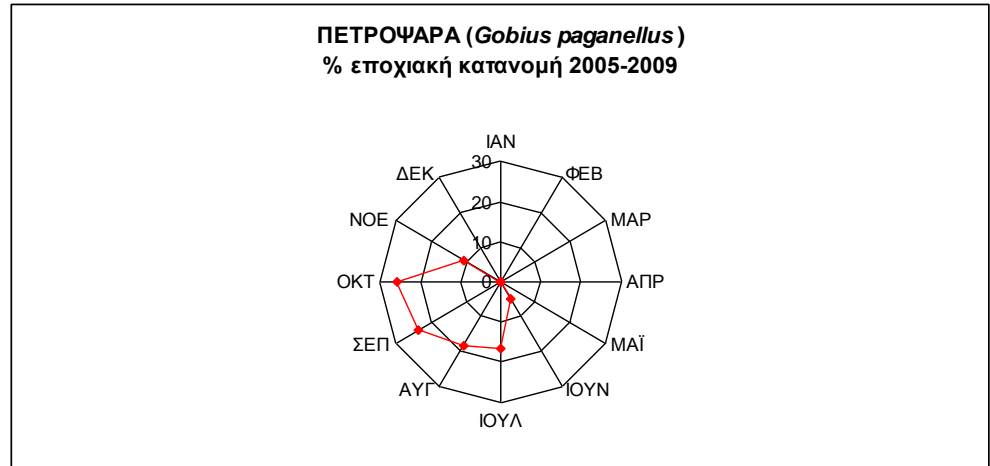 ΠΕΤΡΟΨΑΡΑ (Gobius paganellus)
% εποχιακή κατανομή 2005-2009
ΙΑΝ
30
ΔΕΚ
ΦΕΒ
20
ΝΟΕ
ΜΑΡ
10
ΟΚΤ
0
ΑΠΡ
ΣΕΠ
ΜΑΪ
ΑΥΓ
ΙΟΥΝ
ΙΟΥΛ